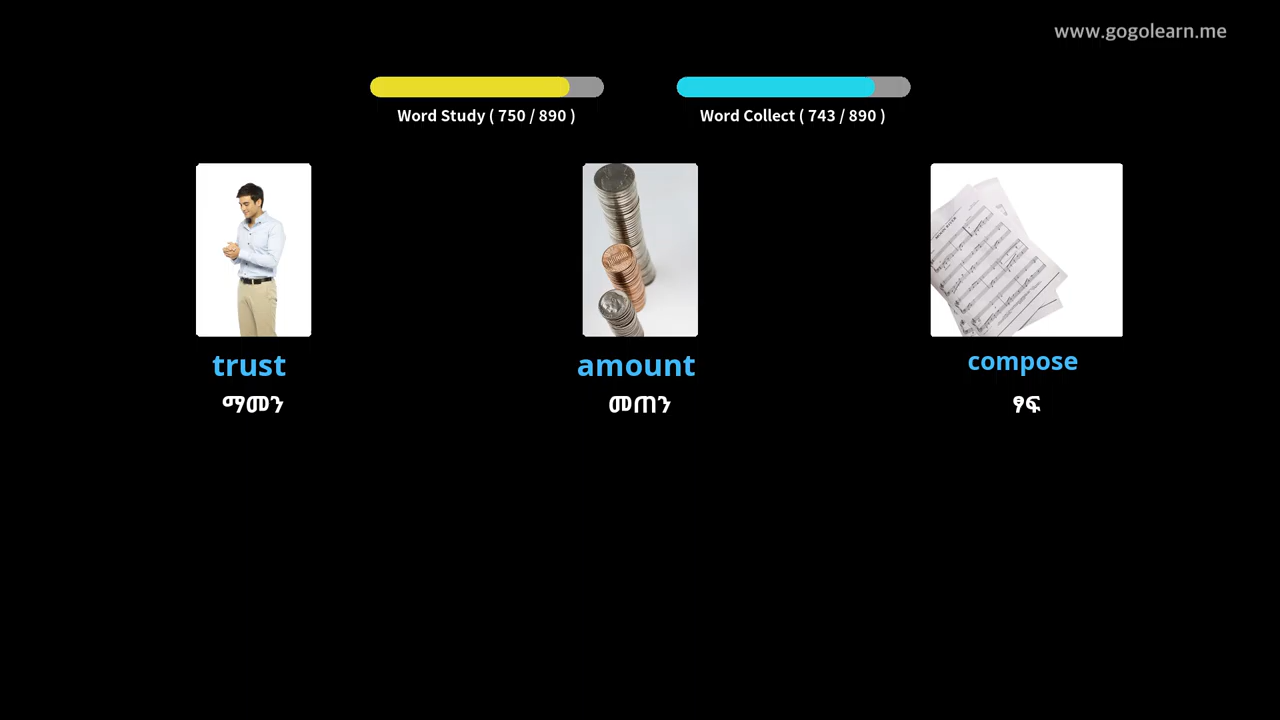 www.gogolearn.me
Word Study ( 750 / 890 )
Word Collect ( 743 / 890 )
trust
amount
compose
ማመን
መጠን
ፃፍ